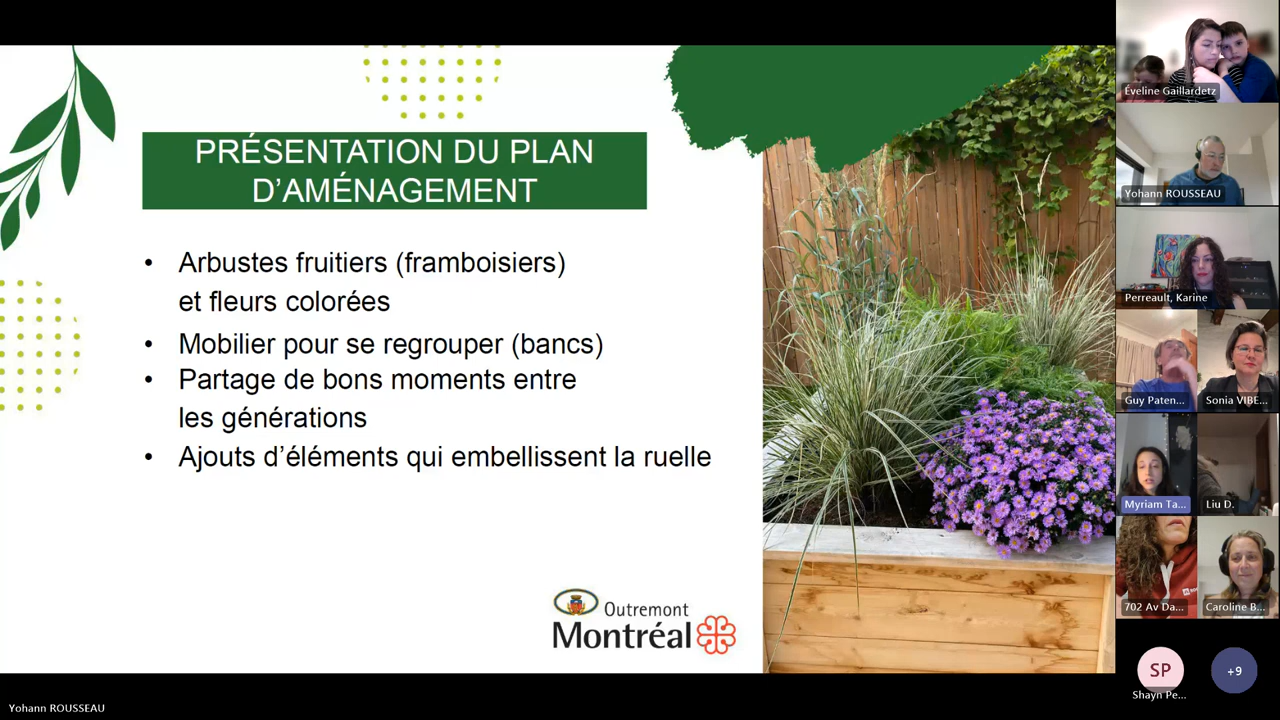 PRÉSENTATION DU PLAN
D'AMÉNAGEMENT
• Arbustes fruitiers (framboisiers)
et fleurs colorées
• Mobilier pour se regrouper (bancs)
• Partage de bons moments entre
les générations
• Ajouts d'éléments qui embellissent la ruelle
Outremont
Montréal
Éveline Gaillardetz
Yohann ROUSSEAU
Perreault, Karine
Guy Paten...
Sonia VIBE...
Myriam Ta...
Liu D.
702 Av Da...
Caroline B...
SP
Shayn Pe...
+9
Yohann ROUSSEAU